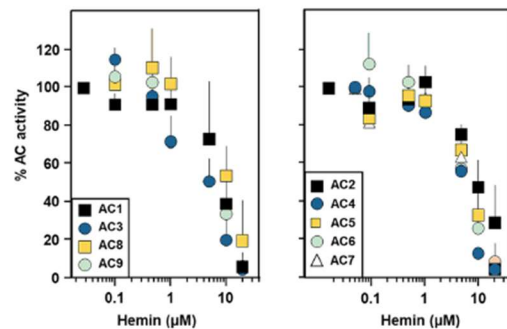 120
100
80
60
40
20
0
% AC activity
AC1
AC3
AC8
AC9
0.1
1
10
Hemin (µM)
AC2
AC4
AC5
AC6
AC7
0.1
1
10
Hemin (µM)